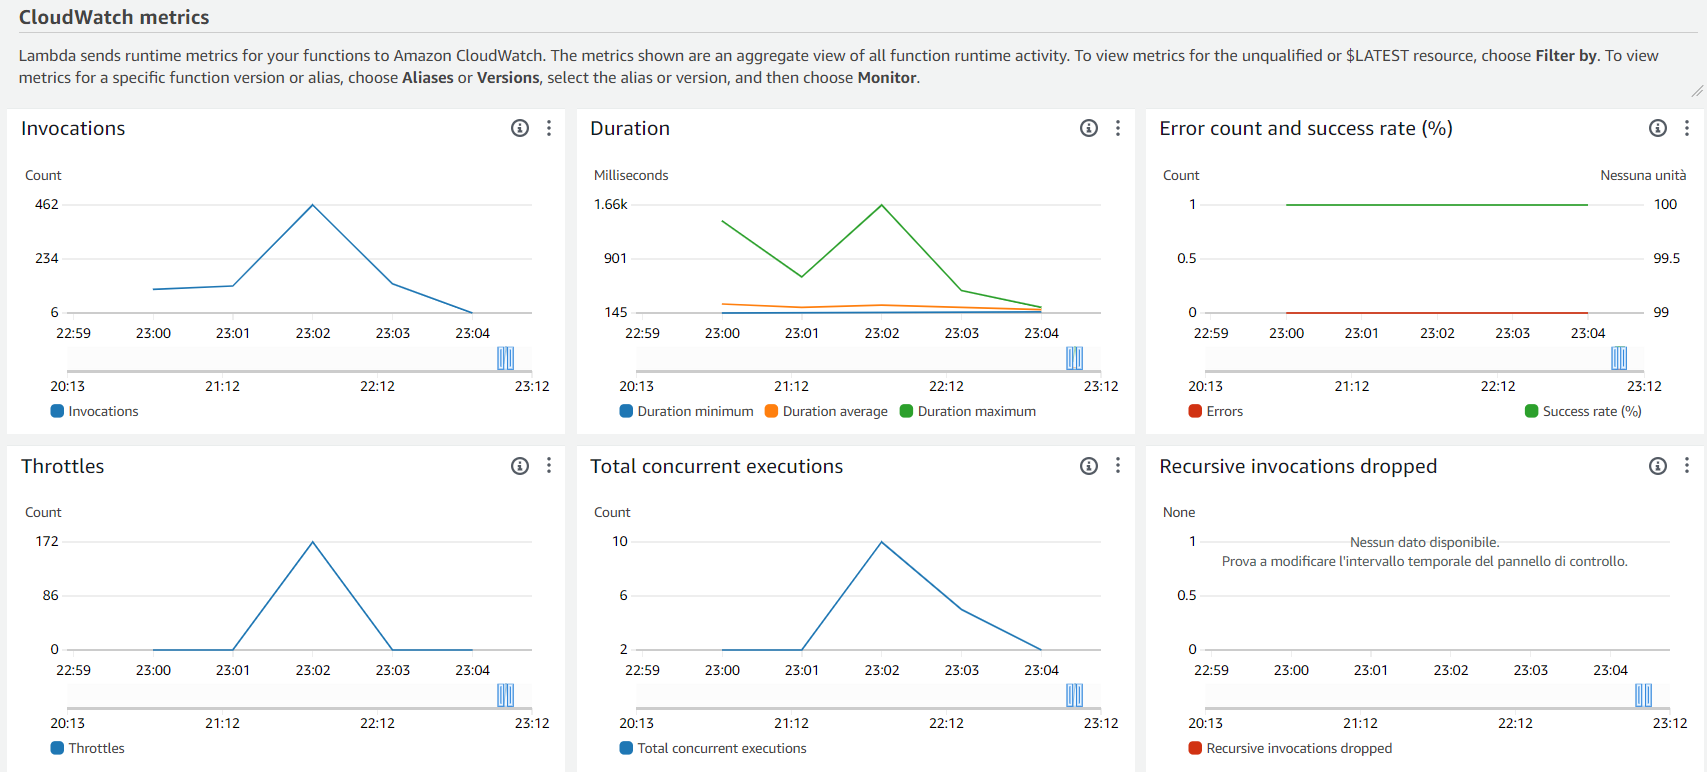 CloudWatch metrics
Lambda sends runtime metrics for your functions to Amazon CloudWatch. The metrics shown are an aggregate view of all function runtime activity. To view metrics for the unqualified or $LATEST resource, choose Filter by. To view
metrics for a specific function version or alias, choose Aliases or Versions, select the alias or version, and then choose Monitor.
Invocations
Count
462
234
6
22:59 23:00 23:01 23:02 23:03 23:04
20:13 21:12 22:12 23:12
Invocations
Duration
Milliseconds
1.66k
901
145
22:59 23:00 23:01 23:02 23:03 23:04
20:13 21:12 22:12 23:12
Duration minimum Duration average Duration maximum
Error count and success rate (%)
Count Nessuna unità
1 100
0.5 99.5
0 99
22:59 23:00 23:01 23:02 23:03 23:04
20:13 21:12 22:12 23:12
Errors Success rate (%)
Throttles
Count
172
86
0
22:59 23:00 23:01 23:02 23:03 23:04
20:13 21:12 22:12 23:12
Throttles
Total concurrent executions
Count
10
6
2
22:59 23:00 23:01 23:02 23:03 23:04
20:13 21:12 22:12 23:12
Total concurrent executions
Recursive invocations dropped
None
1
Nessun dato disponibile.
Prova a modificare l'intervallo temporale del pannello di controllo.
0.5
0
22:59 23:00 23:01 23:02 23:03 23:04
20:13 21:12 22:12 23:12
Recursive invocations dropped